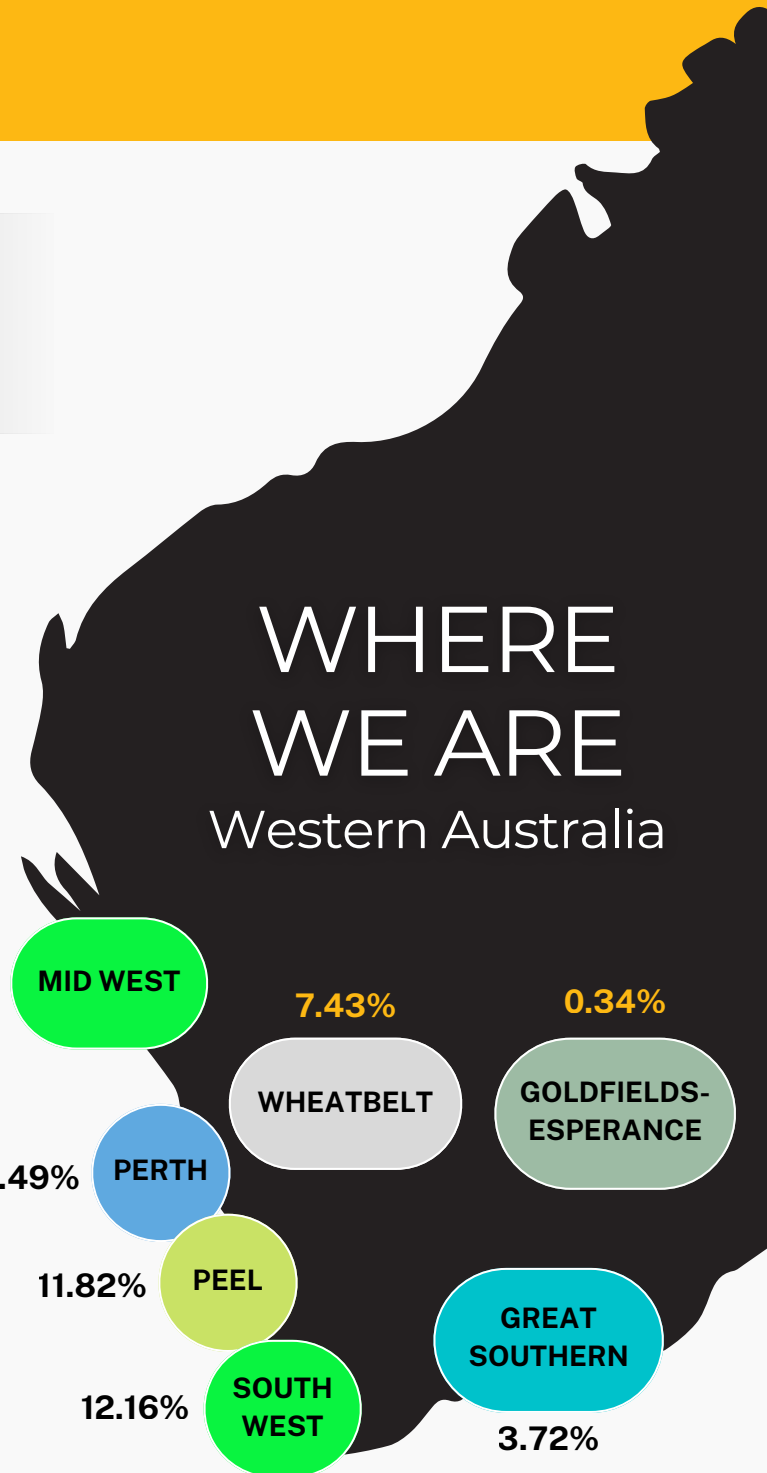 WHERE
WE ARE
Western Australia
MID WEST
7.43%
0.34%
WHEATBELT
GOLDFIELDS-
ESPERANCE
.49%
PERTH
11.82%
PEEL
GREAT
SOUTHERN
12.16%
SOUTH
WEST
3.72%